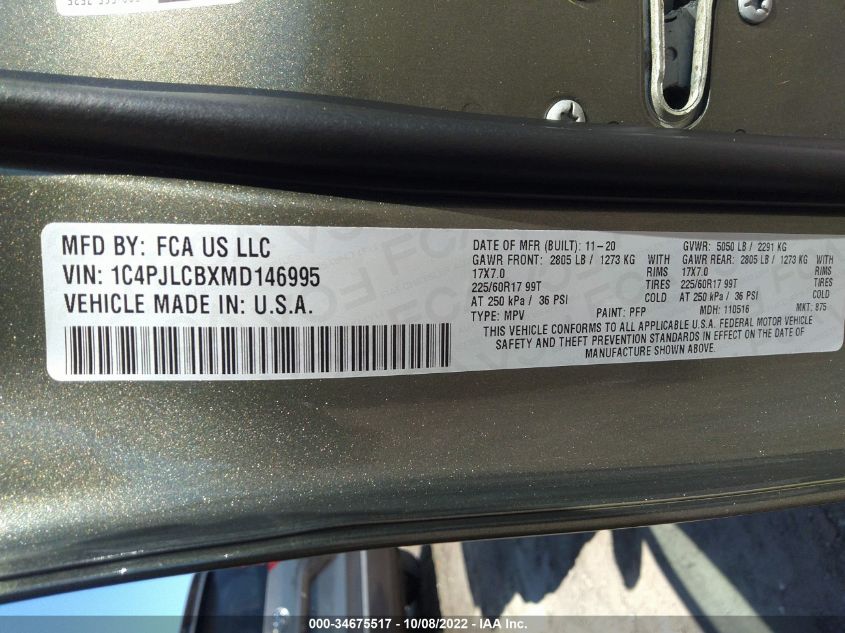 MFD BY: FCA US LLC
VIN: 1C4PJLCBXMD146995
VEHICLE MADE IN: U.S.A.
DATE OF MFR (BUILT): 11-20 GVWR: 5050 LB / 2291 KG
GAWR FRONT: 2805 LB / 1273 KG WITH GAWR REAR: 2805 LB / 1273 KG WITH
17X7.0 RIMS 17X7.0 RIMS
225/60R17 99T TIRES 225/60R17 99T TIRES
AT 250 kPa / 36 PSI COLD AT 250 kPa / 36 PSI COLD
TYPE: MPV PAINT: PFP MDH: 110516 MKT: 875
THIS VEHICLE CONFORMS TO ALL APPLICABLE U.S.A. FEDERAL MOTOR VEHICLE
SAFETY AND THEFT PREVENTION STANDARDS IN EFFECT ON THE DATE OF
MANUFACTURE SHOWN ABOVE.
000-34675517 - 10/08/2022 - IAA Inc.